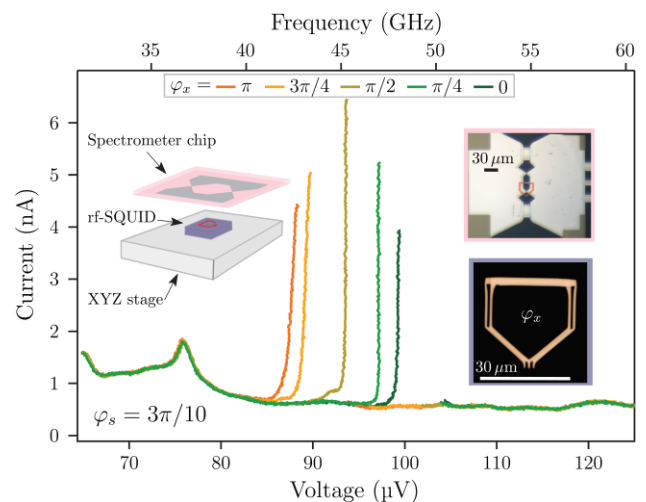 Frequency (GHz)
35 40 45 50 55 60
φx = π 3π/4 π/2 π/4 0
7
6
5
4
3
2
1
0
Current (nA)
Spectrometer chip
rf-SQUID
XYZ stage
30 μm
φx
30 μm
φs = 3π/10
70 80 90 100 110 120
Voltage (μV)